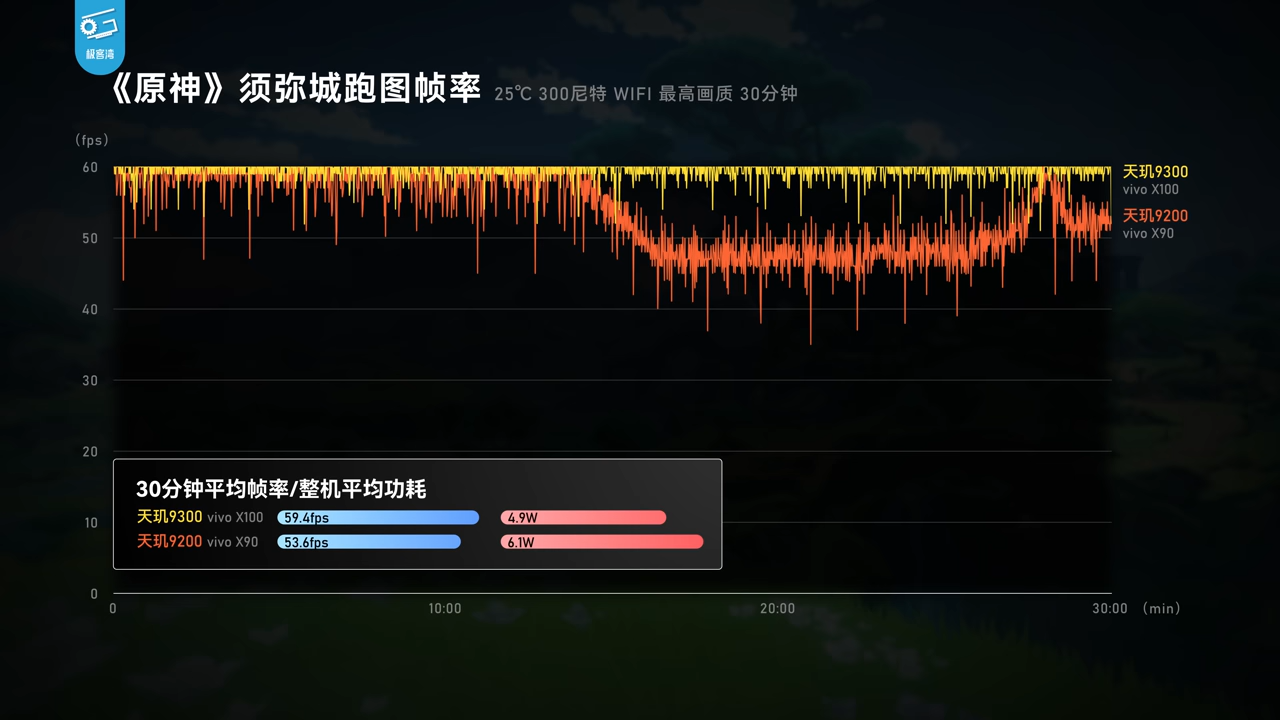 极客湾
《原神》须弥城跑图帧率 25℃ 300尼特 WIFI 最高画质 30分钟
(fps)
60
50
40
30
20
10
0
天玑9300
vivo X100
天玑9200
vivo X90
30分钟平均帧率/整机平均功耗
天玑9300 vivo X100 59.4fps 4.9W
天玑9200 vivo X90 53.6fps 6.1W
0 10:00 20:00 30:00 (min)